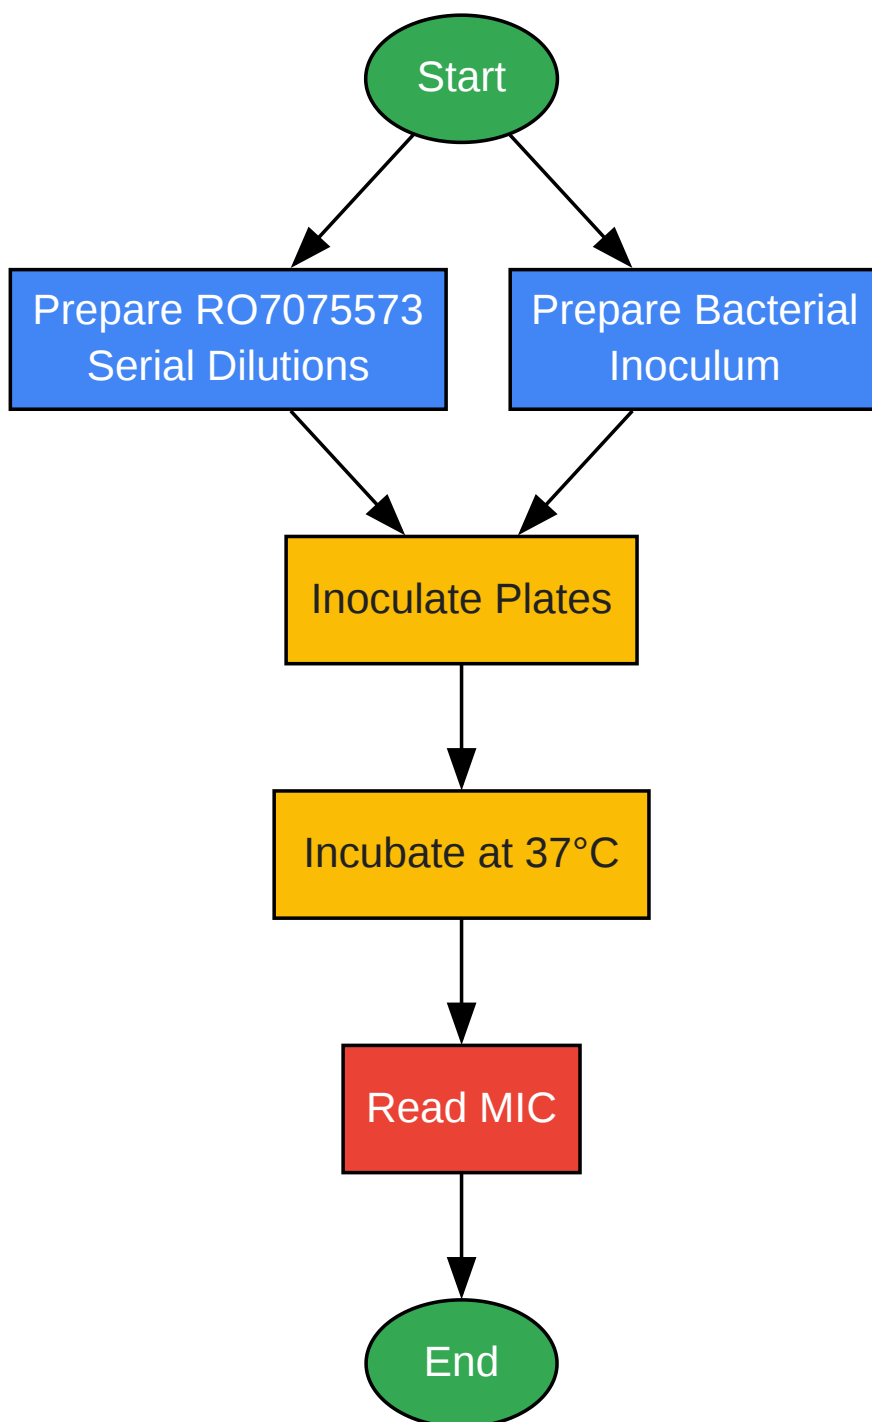 Start
Prepare RO7075573
Serial Dilutions
Prepare Bacterial
Inoculum
Inoculate Plates
Incubate at 37°C
Read MIC
End